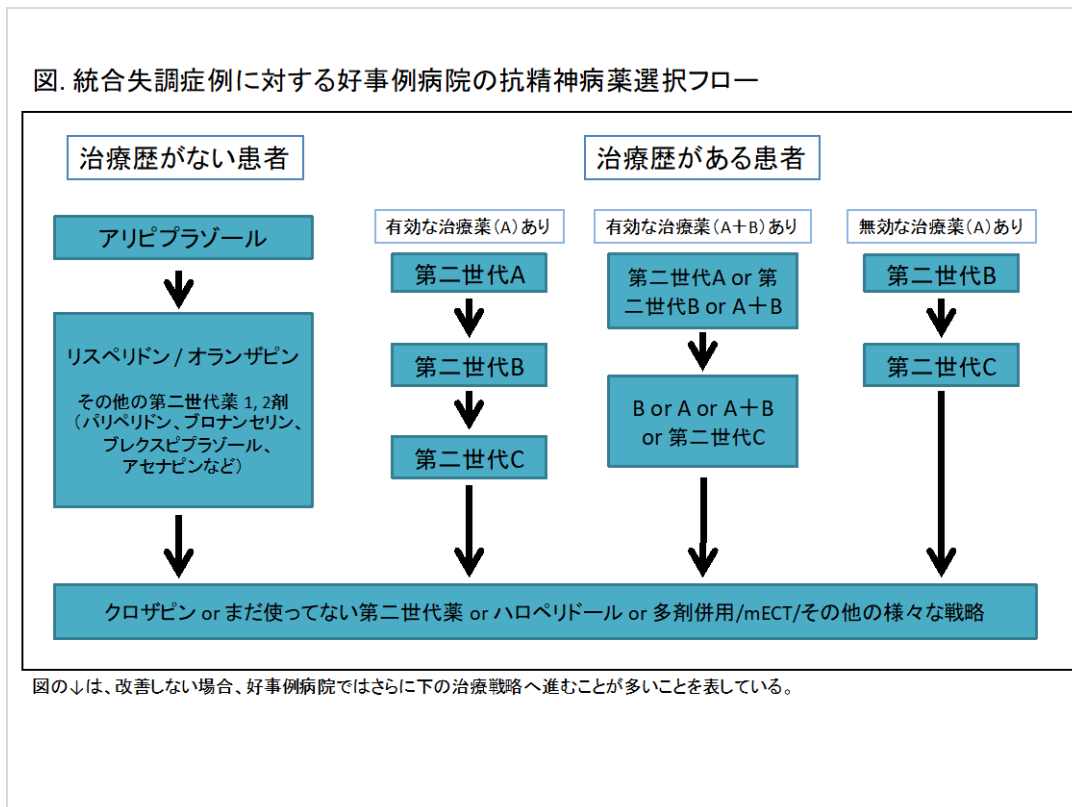 図. 統合失調症例に対する好事例病院の抗精神病薬選択フロー
治療歴がない患者
アリピプラゾール
リスペリドン / オランザピン
その他の第二世代薬 1, 2剤
（パリペリドン、ブロナンセリン、
ブレクスピプラゾール、
アセナピンなど）
治療歴がある患者
有効な治療薬（A）あり
第二世代A
第二世代B
第二世代C
有効な治療薬（A＋B）あり
第二世代A or 第
二世代B or A＋B
B or A or A＋B
or 第二世代C
無効な治療薬（A）あり
第二世代B
第二世代C
クロザピン or まだ使ってない第二世代薬 or ハロペリドール or 多剤併用/mECT/その他の様々な戦略
図の↓は、改善しない場合、好事例病院ではさらに下の治療戦略へ進むことが多いことを表している。